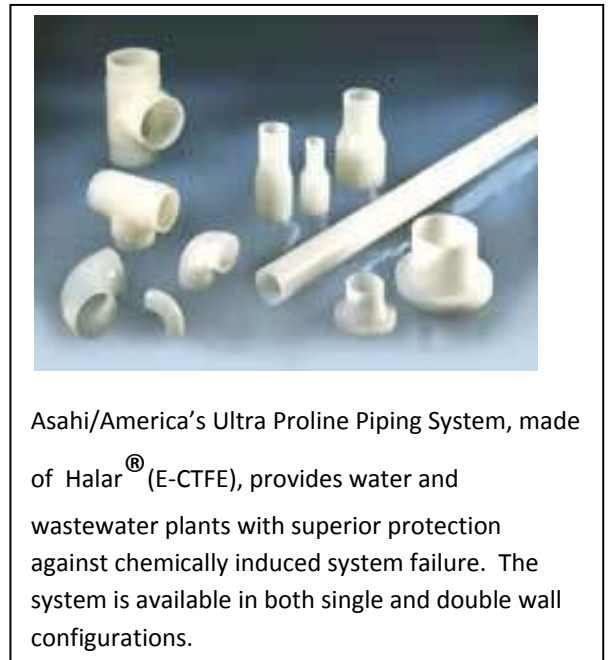 Asahi/America’s Ultra Proline Piping System, made
of Halar®(E-CTFE), provides water and
wastewater plants with superior protection
against chemically induced system failure. The
system is available in both single and double wall
configurations.